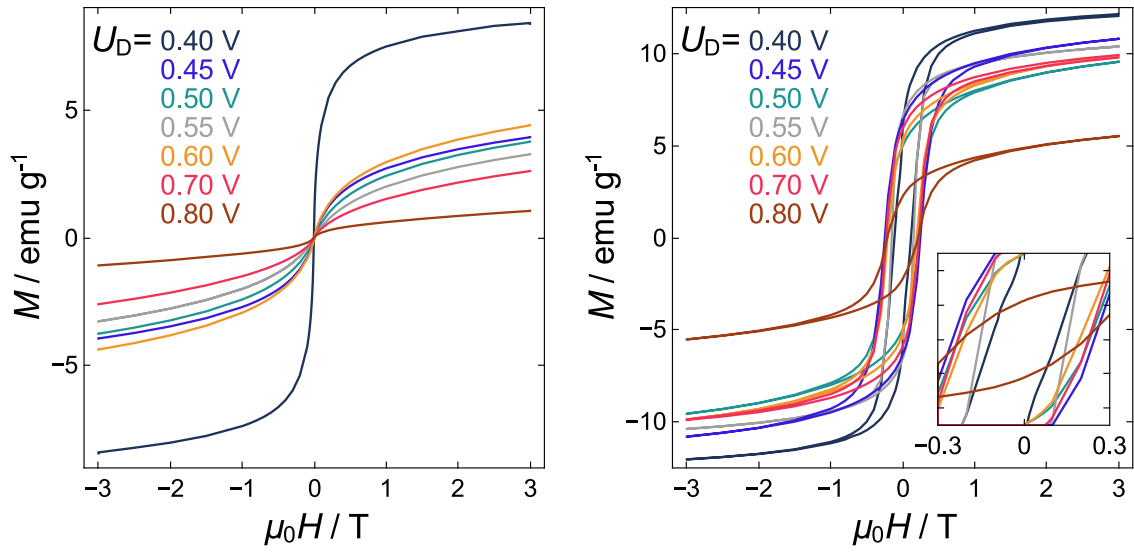 U_D= 0.40 V
0.45 V
0.50 V
0.55 V
0.60 V
0.70 V
0.80 V
5
0
−5
M / emu g⁻¹
−3 −2 −1 0 1 2 3
μ₀H / T
U_D= 0.40 V
0.45 V
0.50 V
0.55 V
0.60 V
0.70 V
0.80 V
10
5
0
−5
−10
M / emu g⁻¹
-0.3 0 0.3
−3 −2 −1 0 1 2 3
μ₀H / T